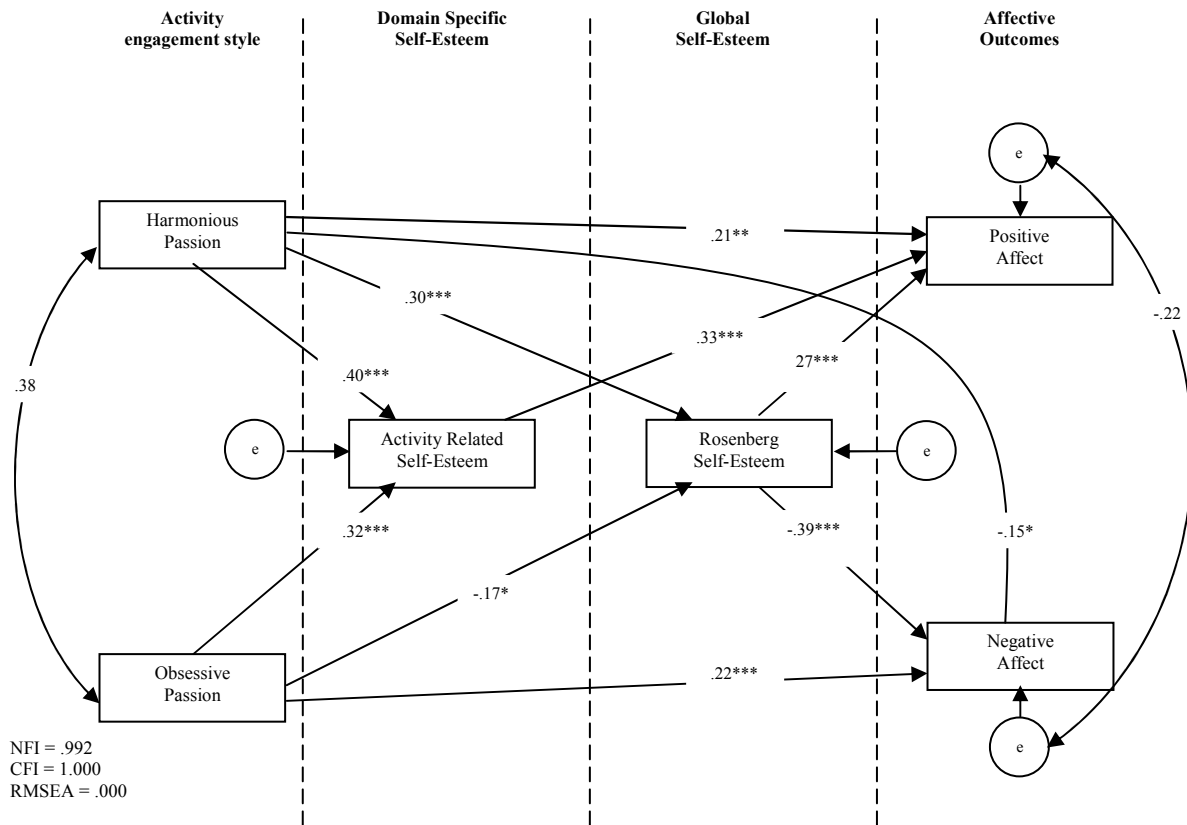 Activity
engagement style
Domain Specific
Self-Esteem
Global
Self-Esteem
Affective
Outcomes
e
Harmonious
Passion
.21**
Positive
Affect
.30***
-.22
.33***
27***
.38
.40***
e
Activity Related
Self-Esteem
Rosenberg
Self-Esteem
e
.32***
-.39***
-.15*
-.17*
Negative
Affect
Obsessive
Passion
.22***
e
NFI = .992
CFI = 1.000
RMSEA = .000